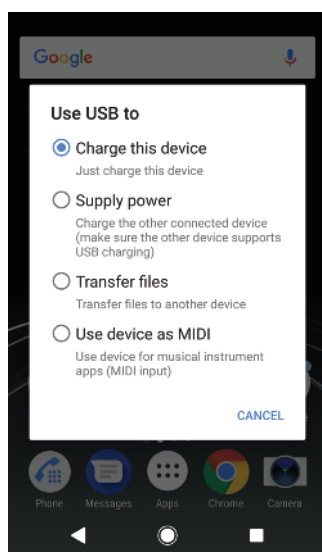 Google
Use USB to
Charge this device
Just charge this device
Supply power
Charge the other connected device
(make sure the other device supports
USB charging)
Transfer files
Transfer files to another device
Use device as MIDI
Use device for musical instrument
apps (MIDI input)
CANCEL
Phone Messages Apps Chrome Camera